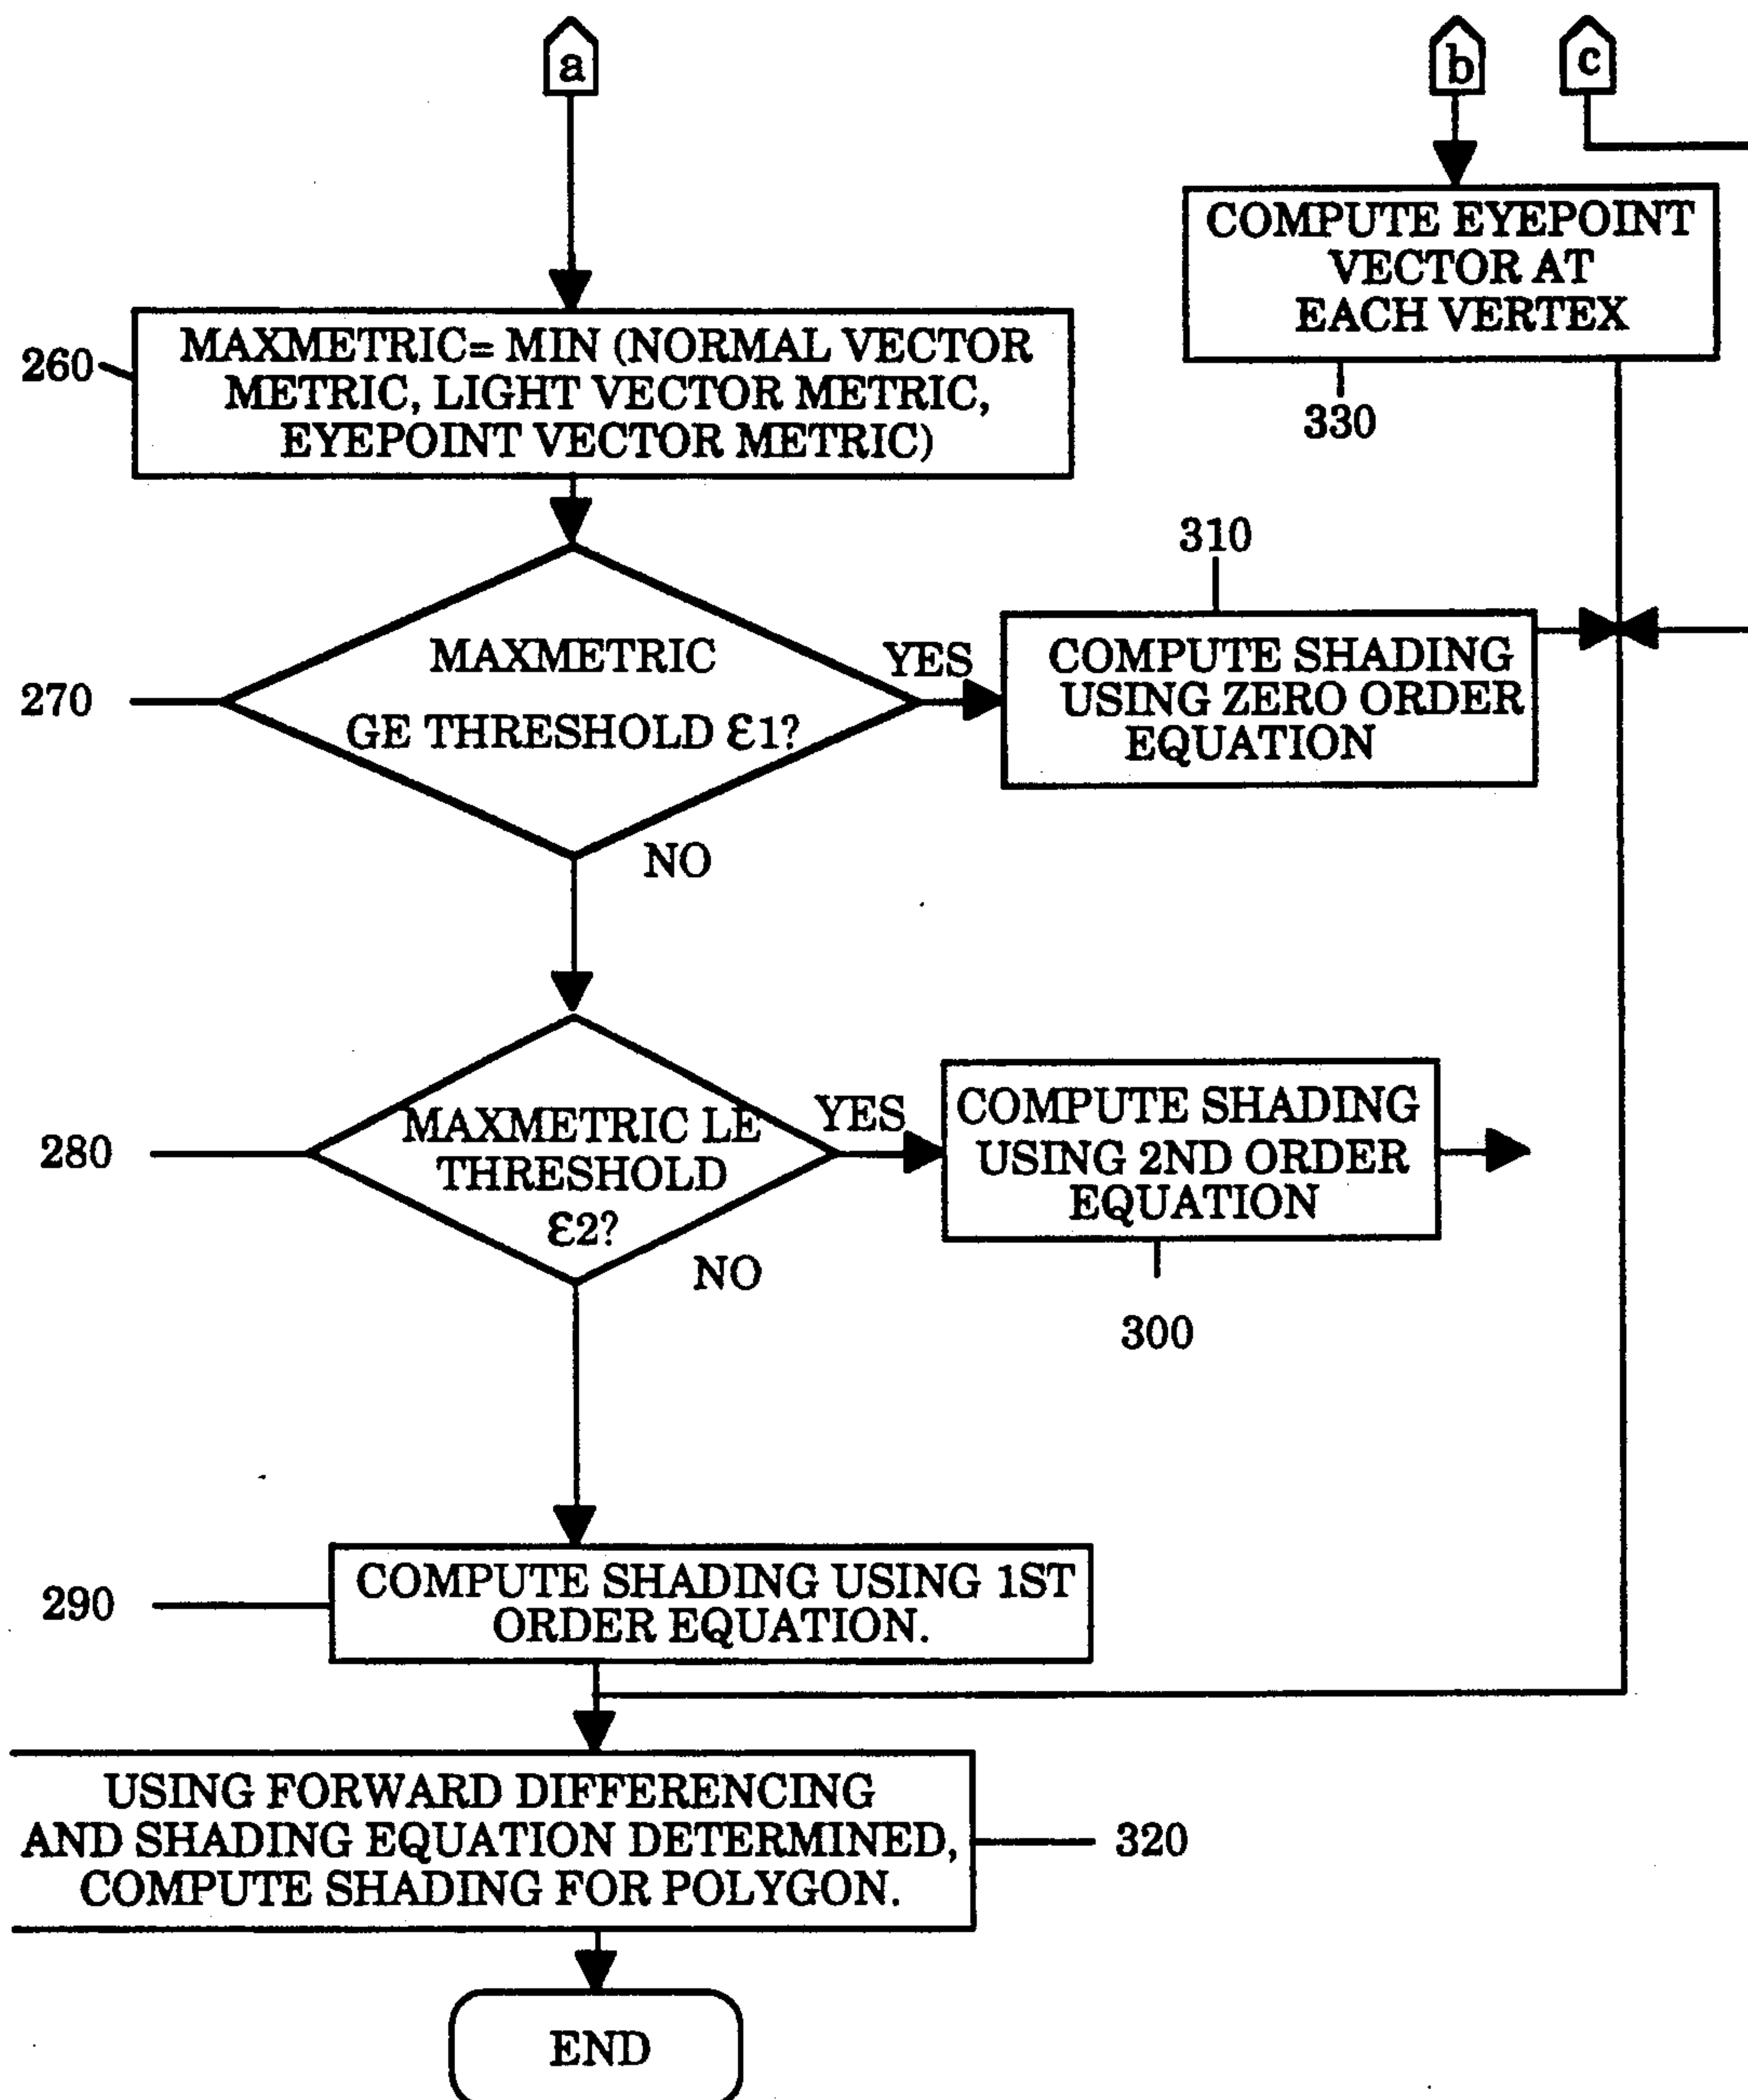 a
b
c
COMPUTE EYEPOINT
VECTOR AT
EACH VERTEX
330
260
MAXMETRIC= MIN (NORMAL VECTOR
METRIC, LIGHT VECTOR METRIC,
EYEPOINT VECTOR METRIC)
310
270
MAXMETRIC
GE THRESHOLD ε1?
YES
COMPUTE SHADING
USING ZERO ORDER
EQUATION
NO
280
MAXMETRIC LE
THRESHOLD
ε2?
YES
COMPUTE SHADING
USING 2ND ORDER
EQUATION
NO
300
290
COMPUTE SHADING USING 1ST
ORDER EQUATION.
USING FORWARD DIFFERENCING
AND SHADING EQUATION DETERMINED,
COMPUTE SHADING FOR POLYGON.
320
END